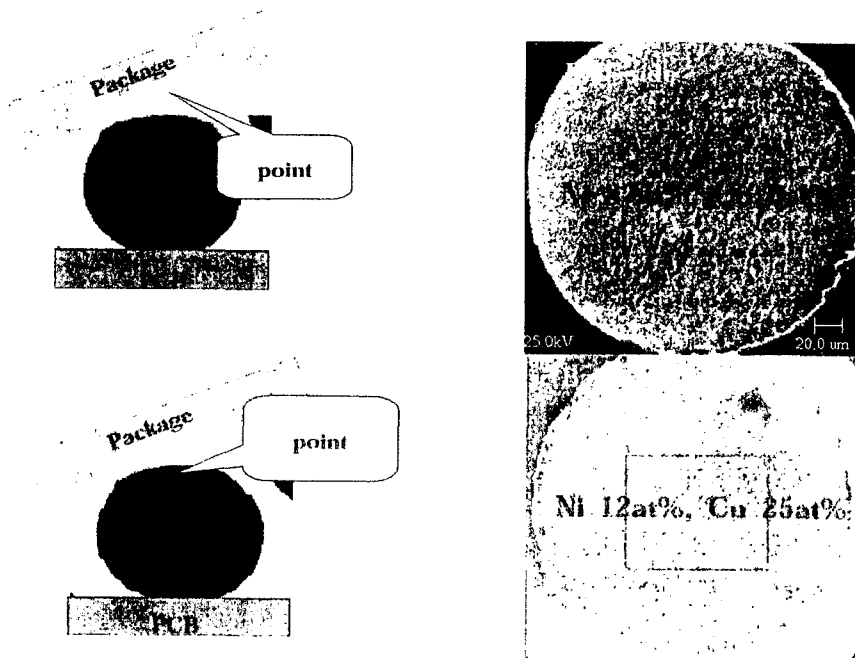 Package
point
25.0kV
20.0 um
Package
point
PCB
Ni 12at%, Cu 25at%